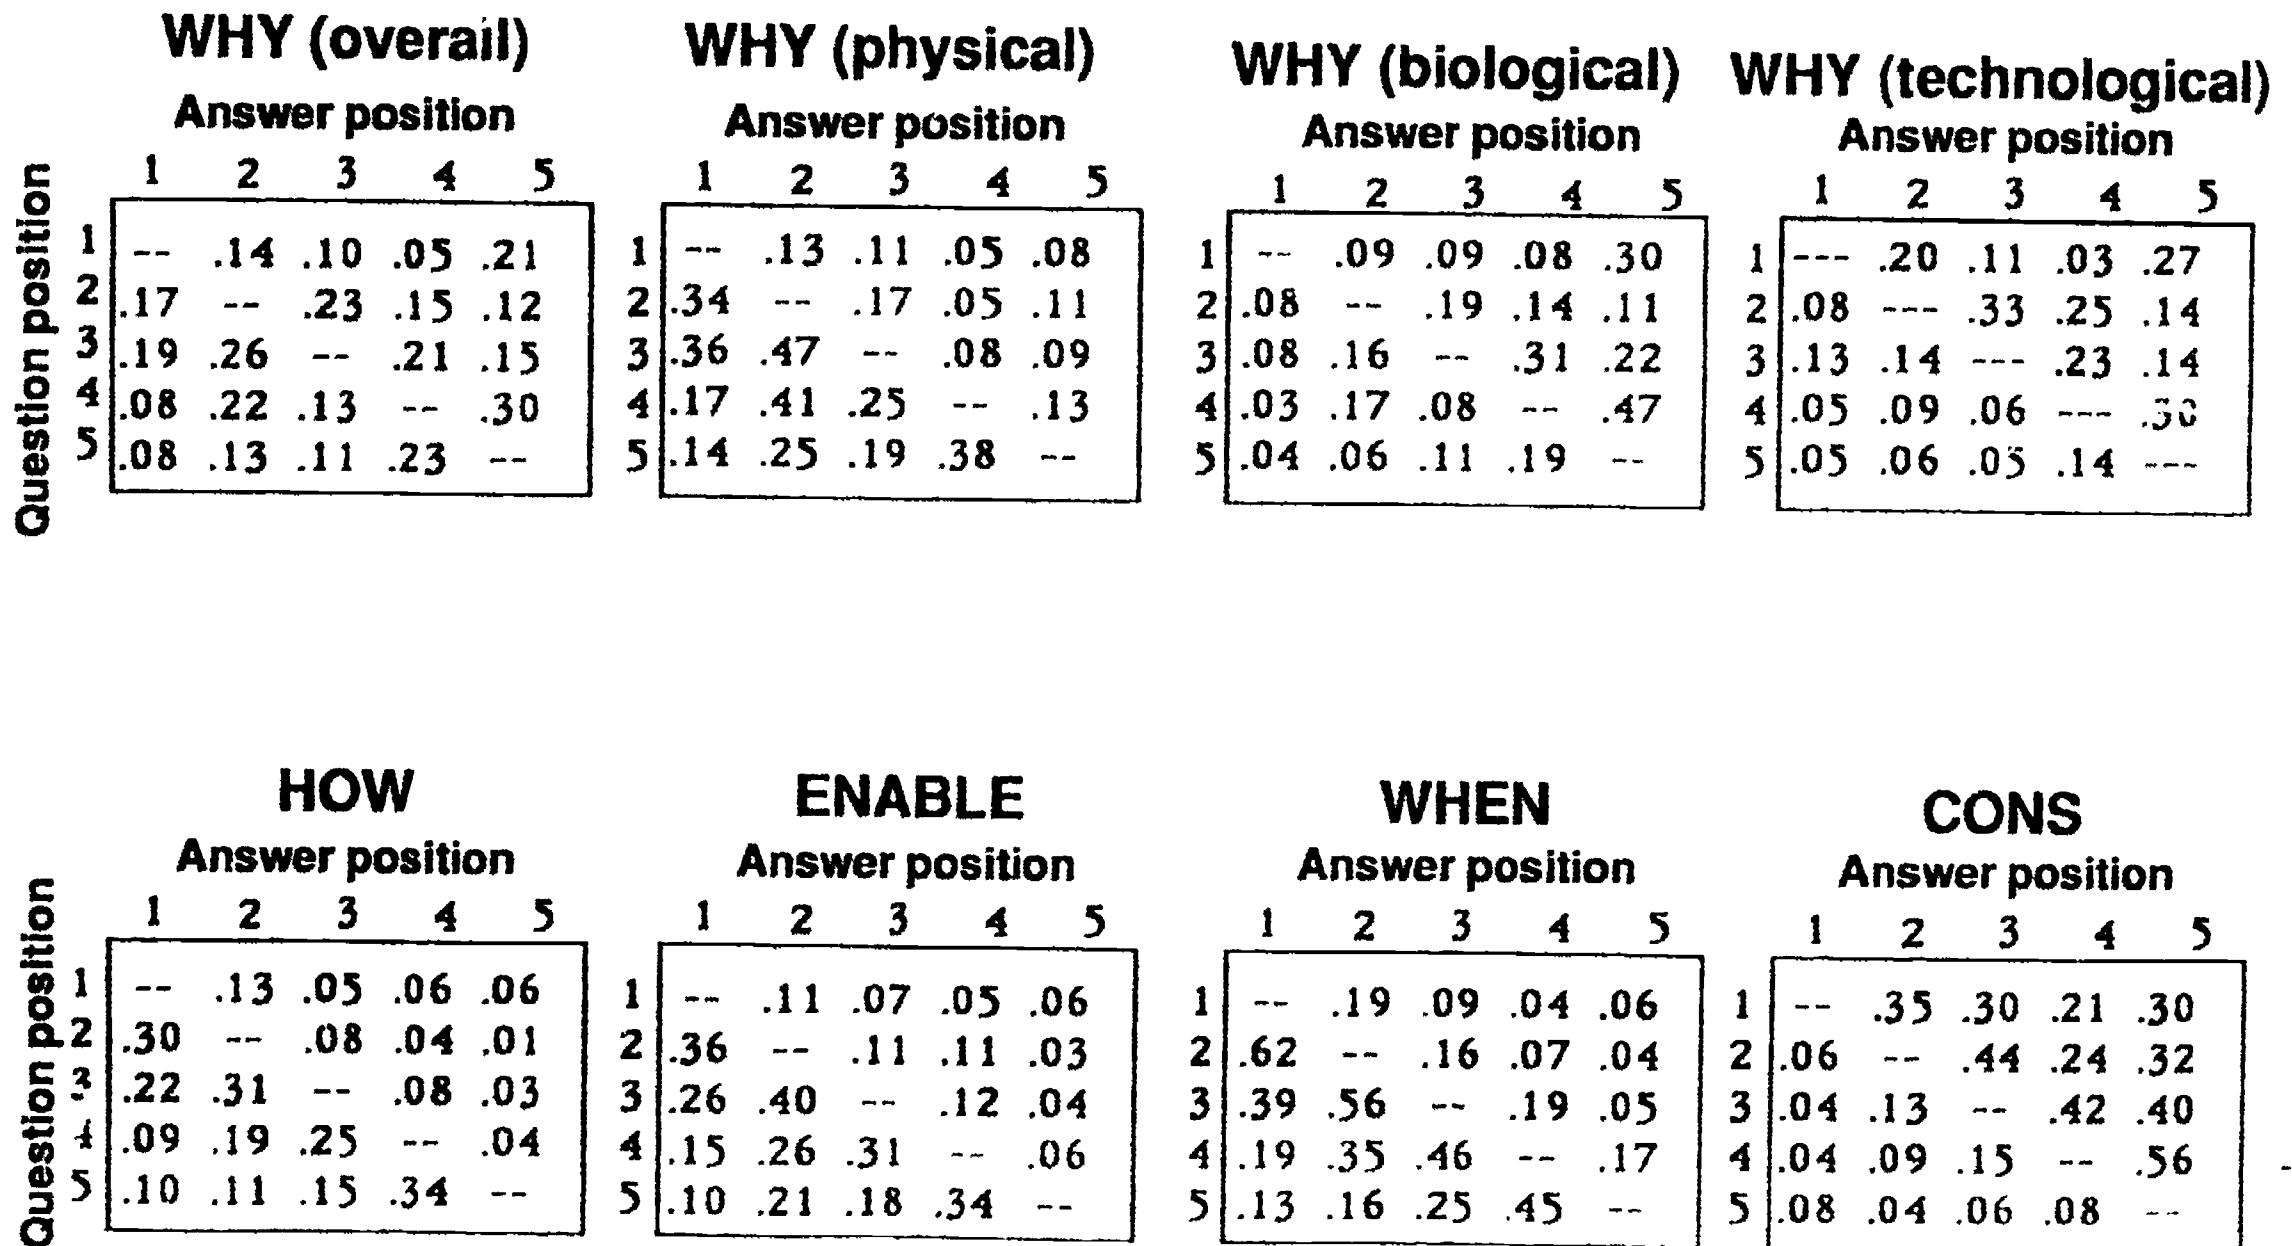 WHY (overail)
Answer position
1 2 3 4 5
Question position
1 -- .14 .10 .05 .21
2 .17 -- .23 .15 .12
3 .19 .26 -- .21 .15
4 .08 .22 .13 -- .30
5 .08 .13 .11 .23 --
WHY (physical)
Answer position
1 2 3 4 5
1 -- .13 .11 .05 .08
2 .34 -- .17 .05 .11
3 .36 .47 -- .08 .09
4 .17 .41 .25 -- .13
5 .14 .25 .19 .38 --
WHY (biological)
Answer position
1 2 3 4 5
1 -- .09 .09 .08 .30
2 .08 -- .19 .14 .11
3 .08 .16 -- .31 .22
4 .03 .17 .08 -- .47
5 .04 .06 .11 .19 --
WHY (technological)
Answer position
1 2 3 4 5
1 --- .20 .11 .03 .27
2 .08 --- .33 .25 .14
3 .13 .14 --- .23 .14
4 .05 .09 .06 ---
5 .05 .06 .05 .14 ---
HOW
Answer position
1 2 3 4 5
Question position
1 -- .13 .05 .06 .06
2 .30 -- .08 .04 .01
3 .22 .31 -- .08 .03
4 .09 .19 .25 -- .04
5 .10 .11 .15 .34 --
ENABLE
Answer position
1 2 3 4 5
1 -- .11 .07 .05 .06
2 .36 -- .11 .11 .03
3 .26 .40 -- .12 .04
4 .15 .26 .31 -- .06
5 .10 .21 .18 .34 --
WHEN
Answer position
1 2 3 4 5
1 -- .19 .09 .04 .06
2 .62 -- .16 .07 .04
3 .39 .56 -- .19 .05
4 .19 .35 .46 -- .17
5 .13 .16 .25 .45 --
CONS
Answer position
1 2 3 4 5
1 -- .35 .30 .21 .30
2 .06 -- .44 .24 .32
3 .04 .13 -- .42 .40
4 .04 .09 .15 -- .56
5 .08 .04 .06 .08 --